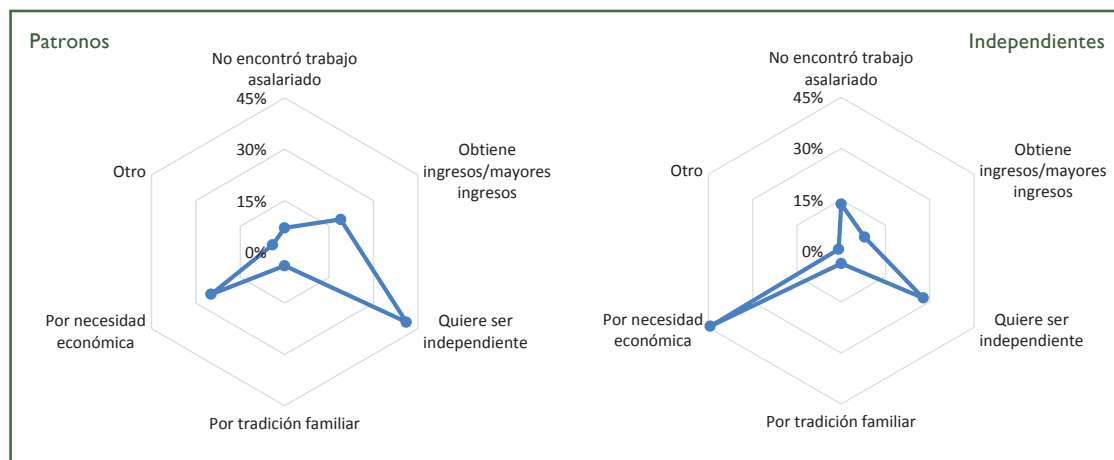 Patronos
No encontró trabajo
asalariado
45%
30%
15%
0%
Obtiene
ingresos/mayores
ingresos
Quiere ser
independiente
Por tradición familiar
Por necesidad
económica
Otro
Independientes
No encontró trabajo
asalariado
45%
30%
15%
0%
Obtiene
ingresos/mayores
ingresos
Quiere ser
independiente
Por tradición familiar
Por necesidad
económica
Otro